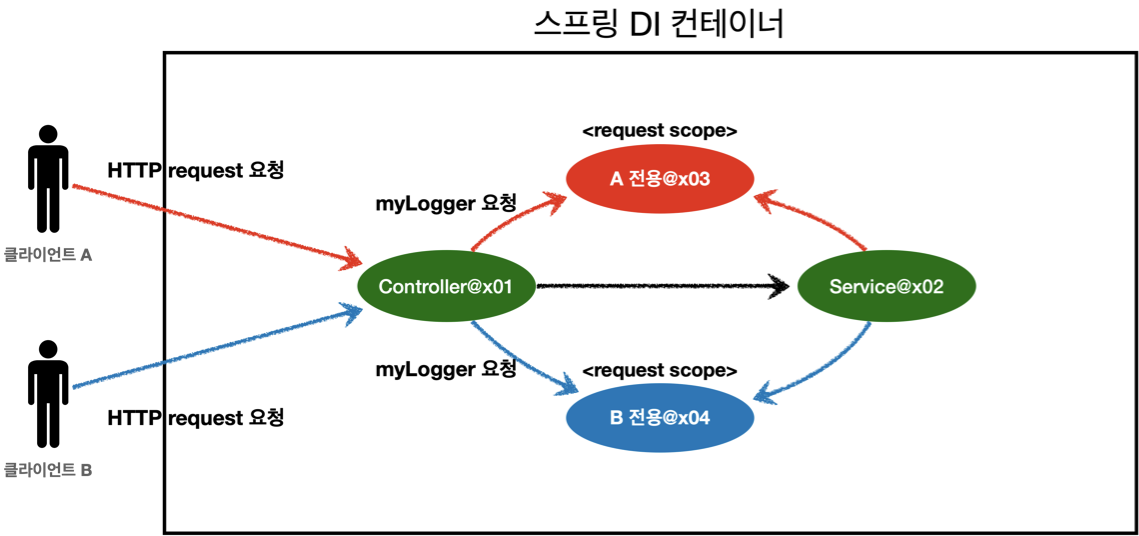 스프링 DI 컨테이너
<request scope>
HTTP request 요청
A 전용@x03
myLogger 요청
클라이언트 A
Controller@x01
Service@x02
myLogger 요청
<request scope>
HTTP request 요청
B 전용@x04
클라이언트 B